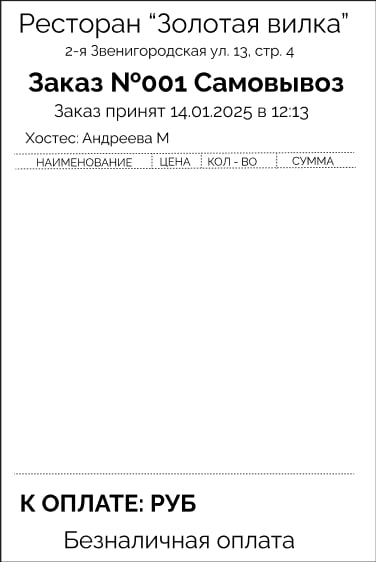 Ресторан “Золотая вилка”
2-я Звенигородская ул. 13, стр. 4
Заказ №001 Самовывоз
Заказ принят 14.01.2025 в 12:13
Хостес: Андреева М
НАИМЕНОВАНИЕ ЦЕНА КОЛ - ВО СУММА
К ОПЛАТЕ: РУБ
Безналичная оплата